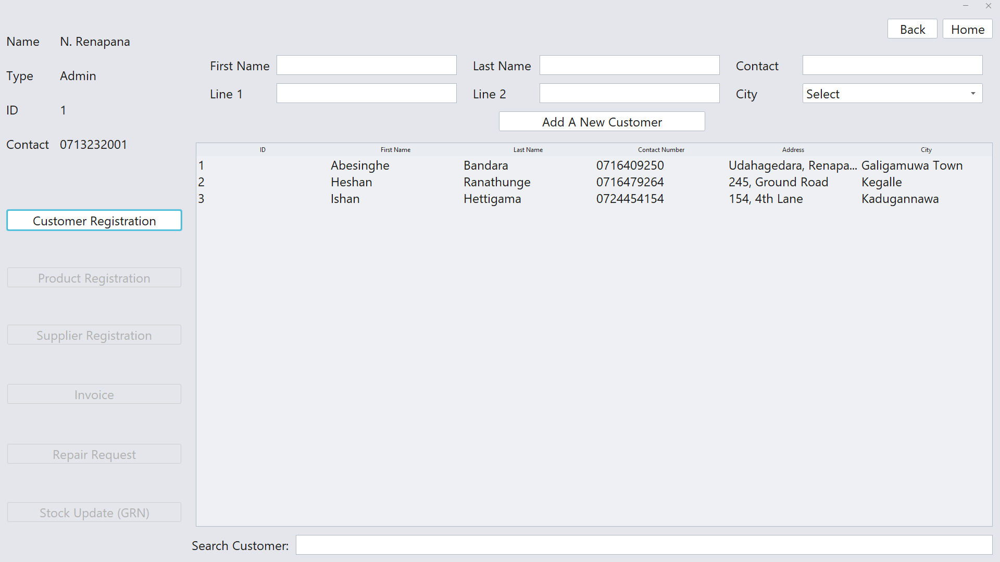 Back Home
Name N. Renapana
Type Admin
ID 1
Contact 0713232001
First Name Last Name Contact
Line 1 Line 2 City Select
Add A New Customer
ID First Name Last Name Contact Number Address City
1 Abesinghe Bandara 0716409250 Udahagedara, Renapa... Galigamuwa Town
2 Heshan Ranathunge 0716479264 245, Ground Road Kegalle
3 Ishan Hettigama 0724454154 154, 4th Lane Kadugannawa
Customer Registration
Product Registration
Supplier Registration
Invoice
Repair Request
Stock Update (GRN)
Search Customer: